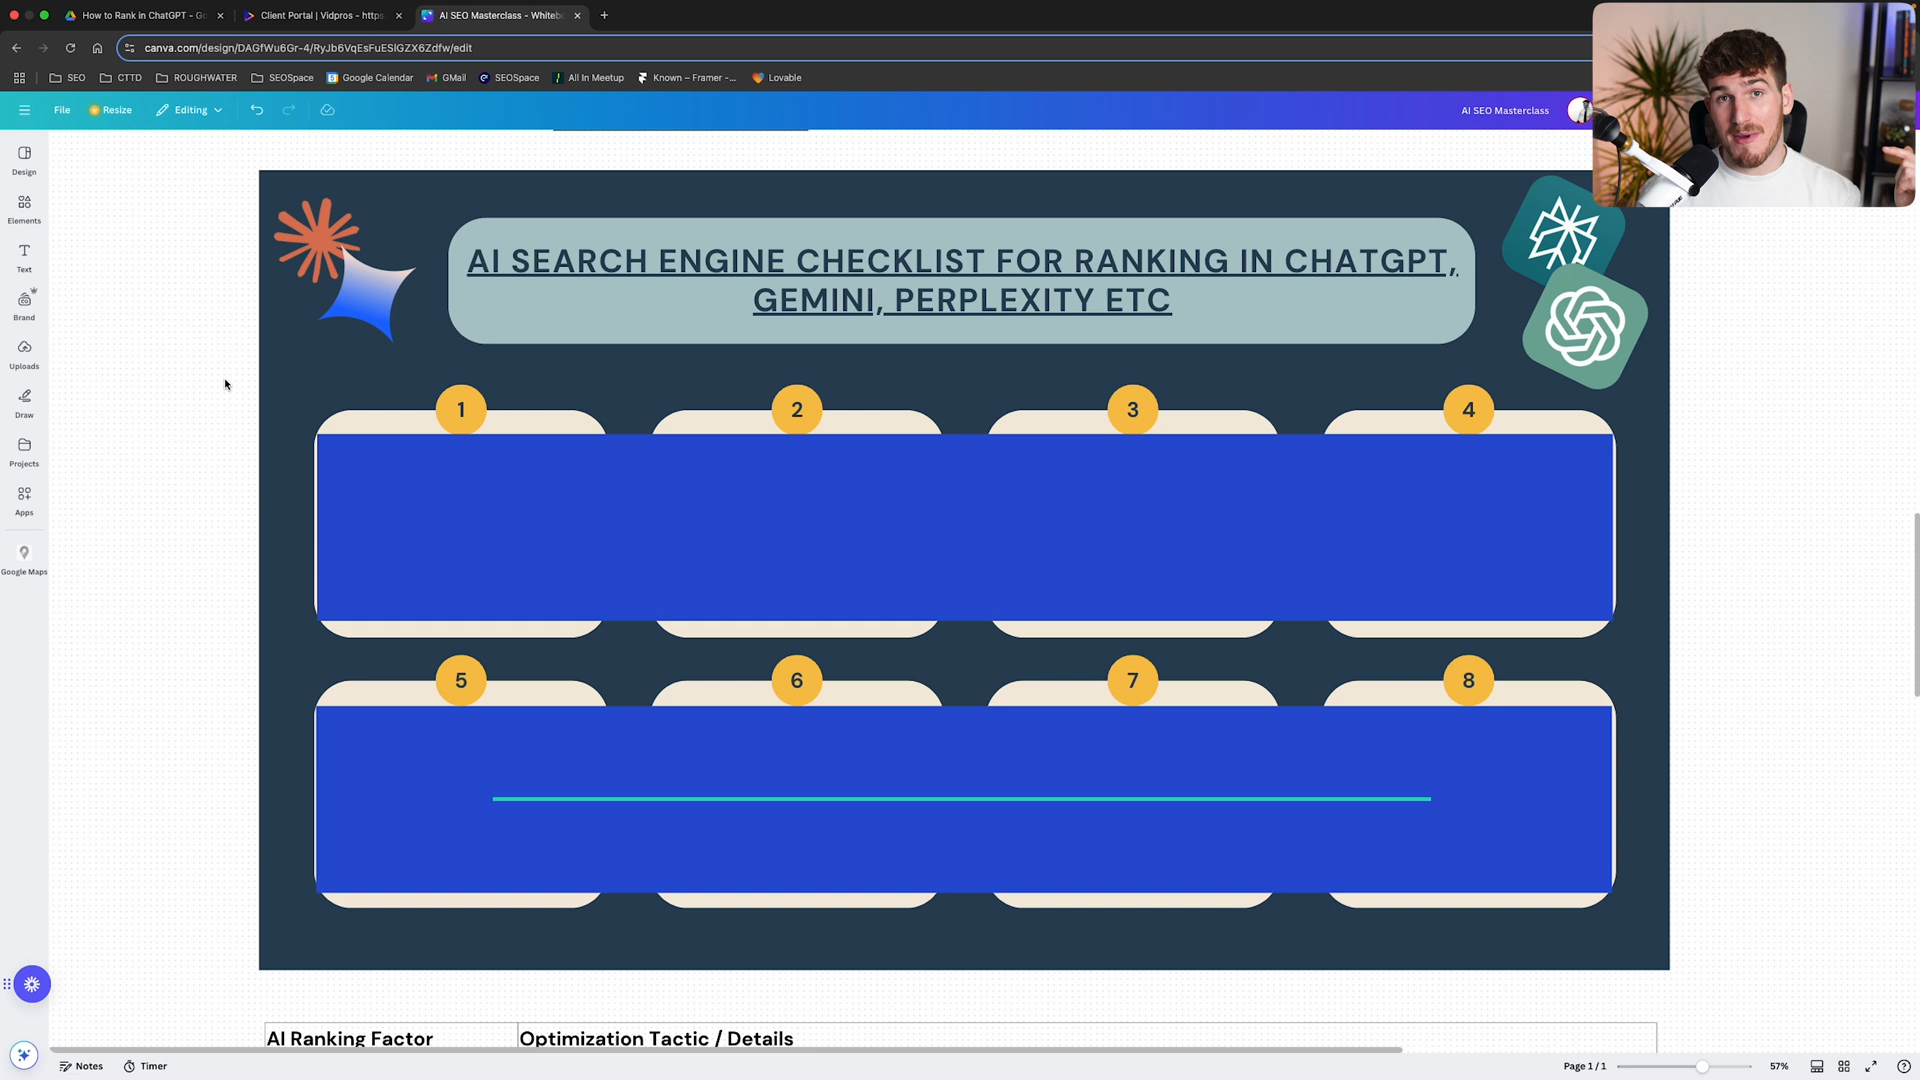 How to Rank in ChatGPT - Go
Client Portal | Vidpros - https
AI SEO Masterclass - Whitebo
canva.com/design/DAGfWu6Gr-4/RyJb6VqEsFuESlGZX6Zdfw/edit
SEO
CTTD
ROUGHWATER
SEOSpace
Google Calendar
GMail
SEOSpace
All In Meetup
Known – Framer -...
Lovable
File
Resize
Editing
AI SEO Masterclass
Design
Elements
Text
Brand
Uploads
Draw
Projects
Apps
Google Maps
AI SEARCH ENGINE CHECKLIST FOR RANKING IN CHATGPT,
GEMINI, PERPLEXITY ETC
1
2
3
4
5
6
7
8
AI Ranking Factor
Optimization Tactic / Details
Notes
Timer
Page 1 / 1
57%